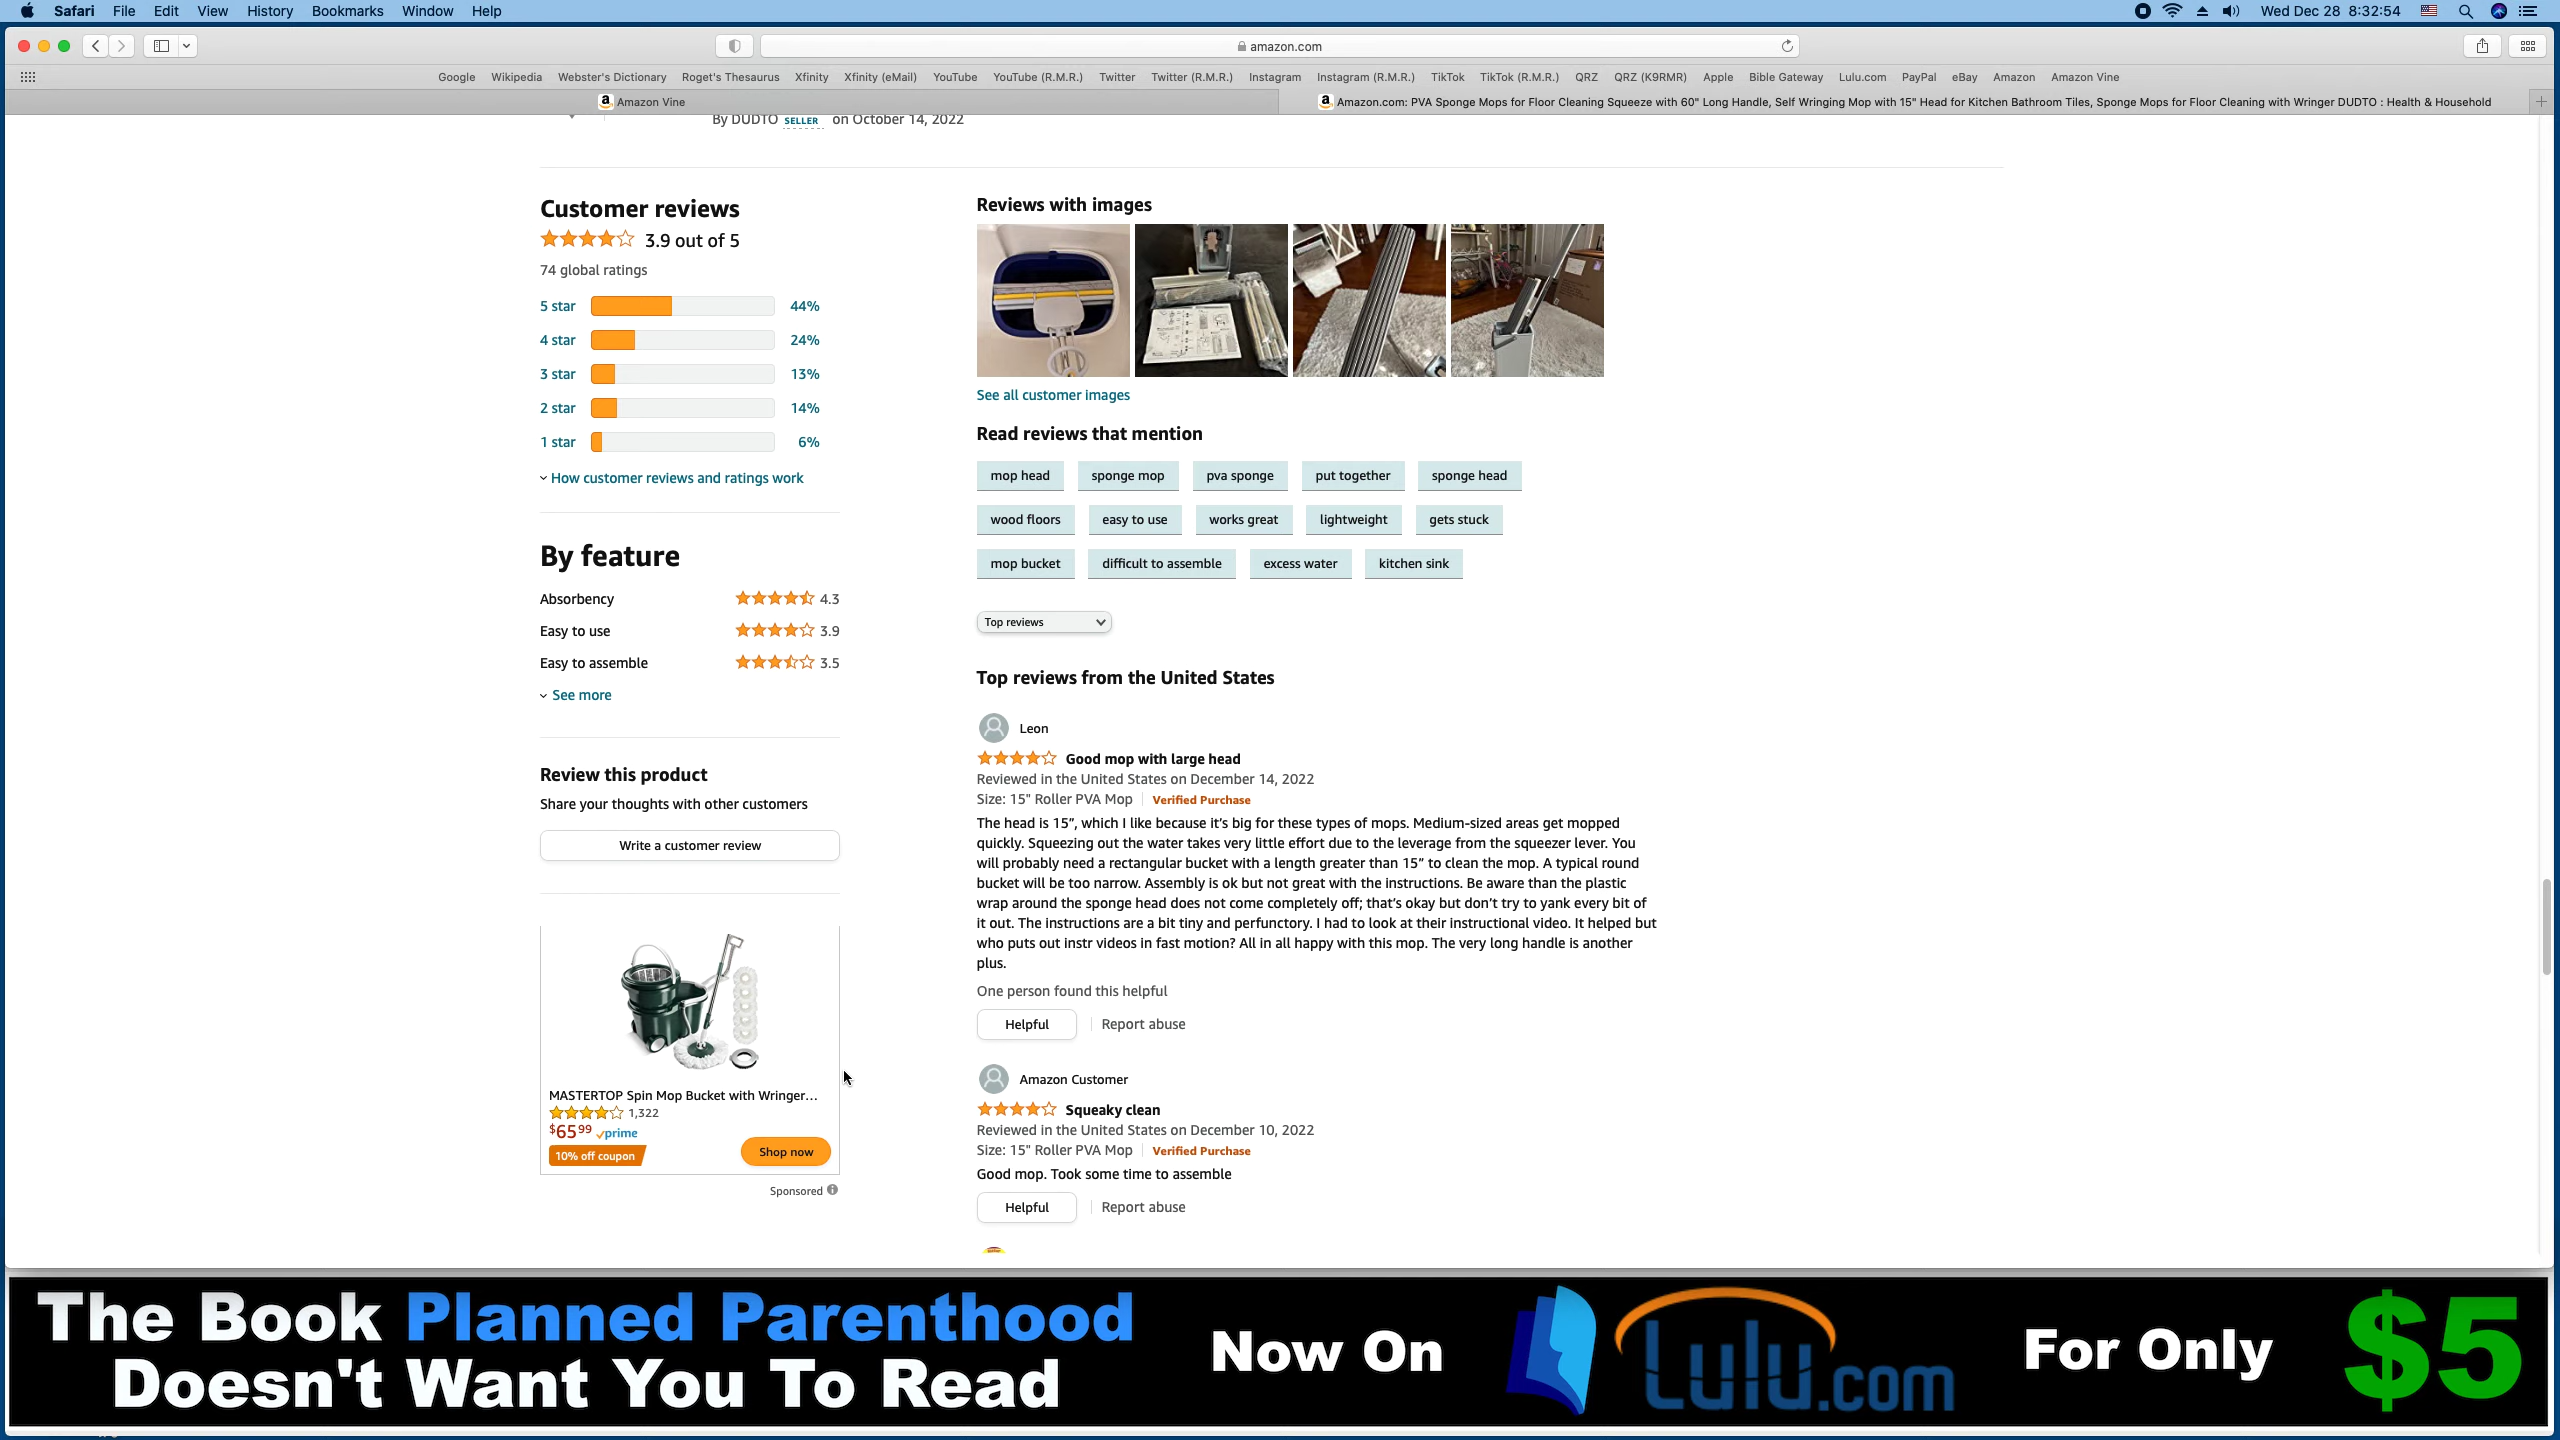 Safari File Edit View History Bookmarks Window Help Wed Dec 28 8:32:54
amazon.com
Google Wikipedia Webster's Dictionary Roget's Thesaurus Xfinity Xfinity (eMail) YouTube YouTube (R.M.R.) Twitter Twitter (R.M.R.) Instagram Instagram (R.M.R.) TikTok TikTok (R.M.R.) QRZ QRZ (K9RMR) Apple Bible Gateway Lulu.com PayPal eBay Amazon Amazon Vine
a Amazon Vine
a Amazon.com: PVA Sponge Mops for Floor Cleaning Squeeze with 60" Long Handle, Self Wringing Mop with 15" Head for Kitchen Bathroom Tiles, Sponge Mops for Floor Cleaning with Wringer DUDTO : Health & Household
By DUDTO SELLER on October 14, 2022
Customer reviews
3.9 out of 5
74 global ratings
5 star 44%
4 star 24%
3 star 13%
2 star 14%
1 star 6%
How customer reviews and ratings work
By feature
Absorbency 4.3
Easy to use 3.9
Easy to assemble 3.5
See more
Review this product
Share your thoughts with other customers
Write a customer review
MASTERTOP Spin Mop Bucket with Wringer...
1,322
$65 99 prime
10% off coupon
Shop now
Sponsored
Reviews with images
See all customer images
Read reviews that mention
mop head sponge mop pva sponge put together sponge head
wood floors easy to use works great lightweight gets stuck
mop bucket difficult to assemble excess water kitchen sink
Top reviews
Top reviews from the United States
Leon
Good mop with large head
Reviewed in the United States on December 14, 2022
Size: 15" Roller PVA Mop Verified Purchase
The head is 15”, which I like because it’s big for these types of mops. Medium-sized areas get mopped
quickly. Squeezing out the water takes very little effort due to the leverage from the squeezer lever. You
will probably need a rectangular bucket with a length greater than 15” to clean the mop. A typical round
bucket will be too narrow. Assembly is ok but not great with the instructions. Be aware than the plastic
wrap around the sponge head does not come completely off; that’s okay but don’t try to yank every bit of
it out. The instructions are a bit tiny and perfunctory. I had to look at their instructional video. It helped but
who puts out instr videos in fast motion? All in all happy with this mop. The very long handle is another
plus.
One person found this helpful
Helpful Report abuse
Amazon Customer
Squeaky clean
Reviewed in the United States on December 10, 2022
Size: 15" Roller PVA Mop Verified Purchase
Good mop. Took some time to assemble
Helpful Report abuse
The Book Planned Parenthood
Doesn't Want You To Read
Now On
Lulu.com
For Only
$5